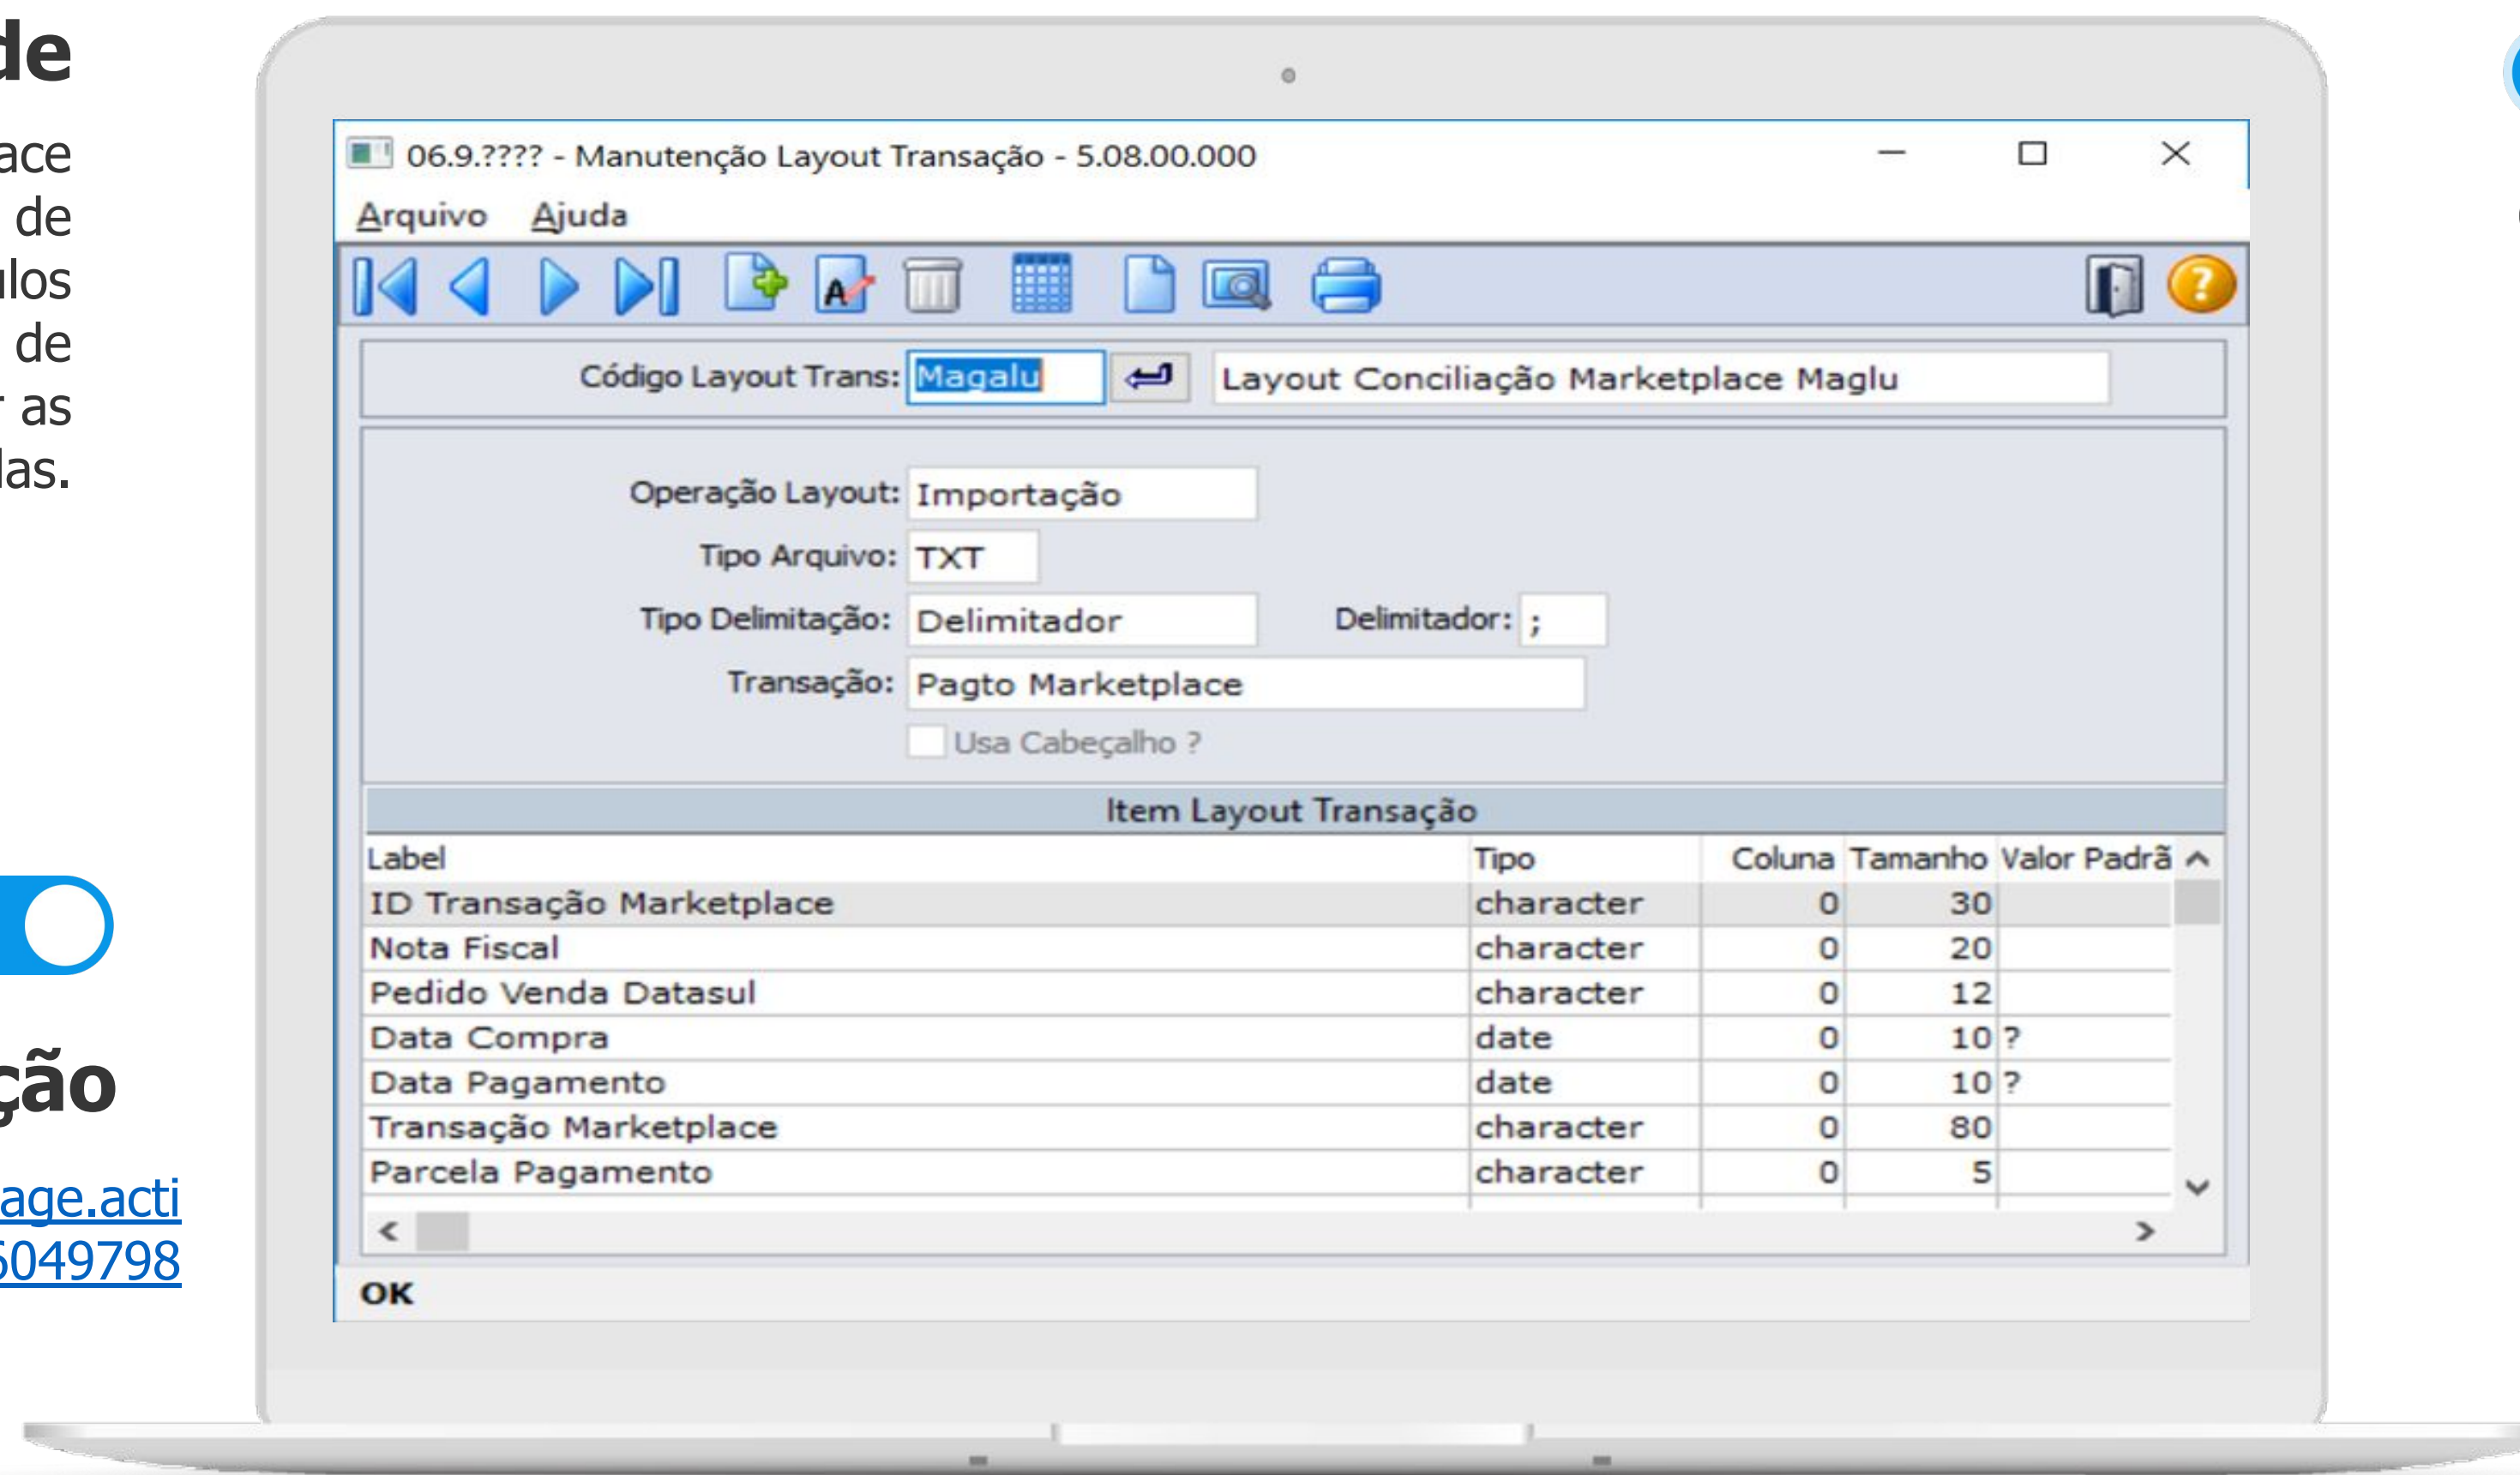 de
ace
de
ulos
de
r as
das.
ção
age.acti
6049798
06.9.???? - Manutenção Layout Transação - 5.08.00.000
Arquivo Ajuda
Código Layout Trans: Magalu Layout Conciliação Marketplace Maglu
Operação Layout: Importação
Tipo Arquivo: TXT
Tipo Delimitação: Delimitador Delimitador: ;
Transação: Pagto Marketplace
Usa Cabeçalho ?
Item Layout Transação
Label Tipo Coluna Tamanho Valor Padrã
ID Transação Marketplace character 0 30
Nota Fiscal character 0 20
Pedido Venda Datasul character 0 12
Data Compra date 0 10 ?
Data Pagamento date 0 10 ?
Transação Marketplace character 0 80
Parcela Pagamento character 0 5
OK